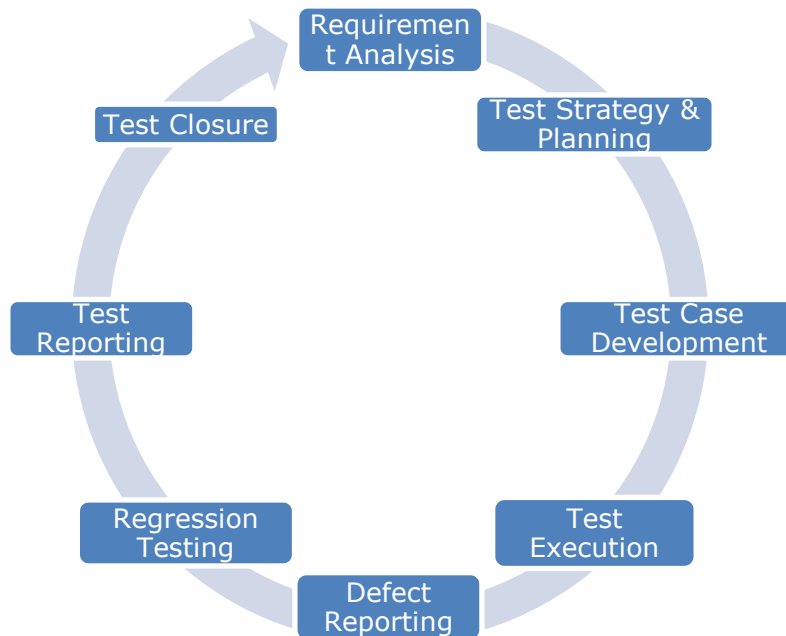 Requiremen
t Analysis
Test Strategy &
Planning
Test Case
Development
Test
Execution
Defect
Reporting
Regression
Testing
Test
Reporting
Test Closure